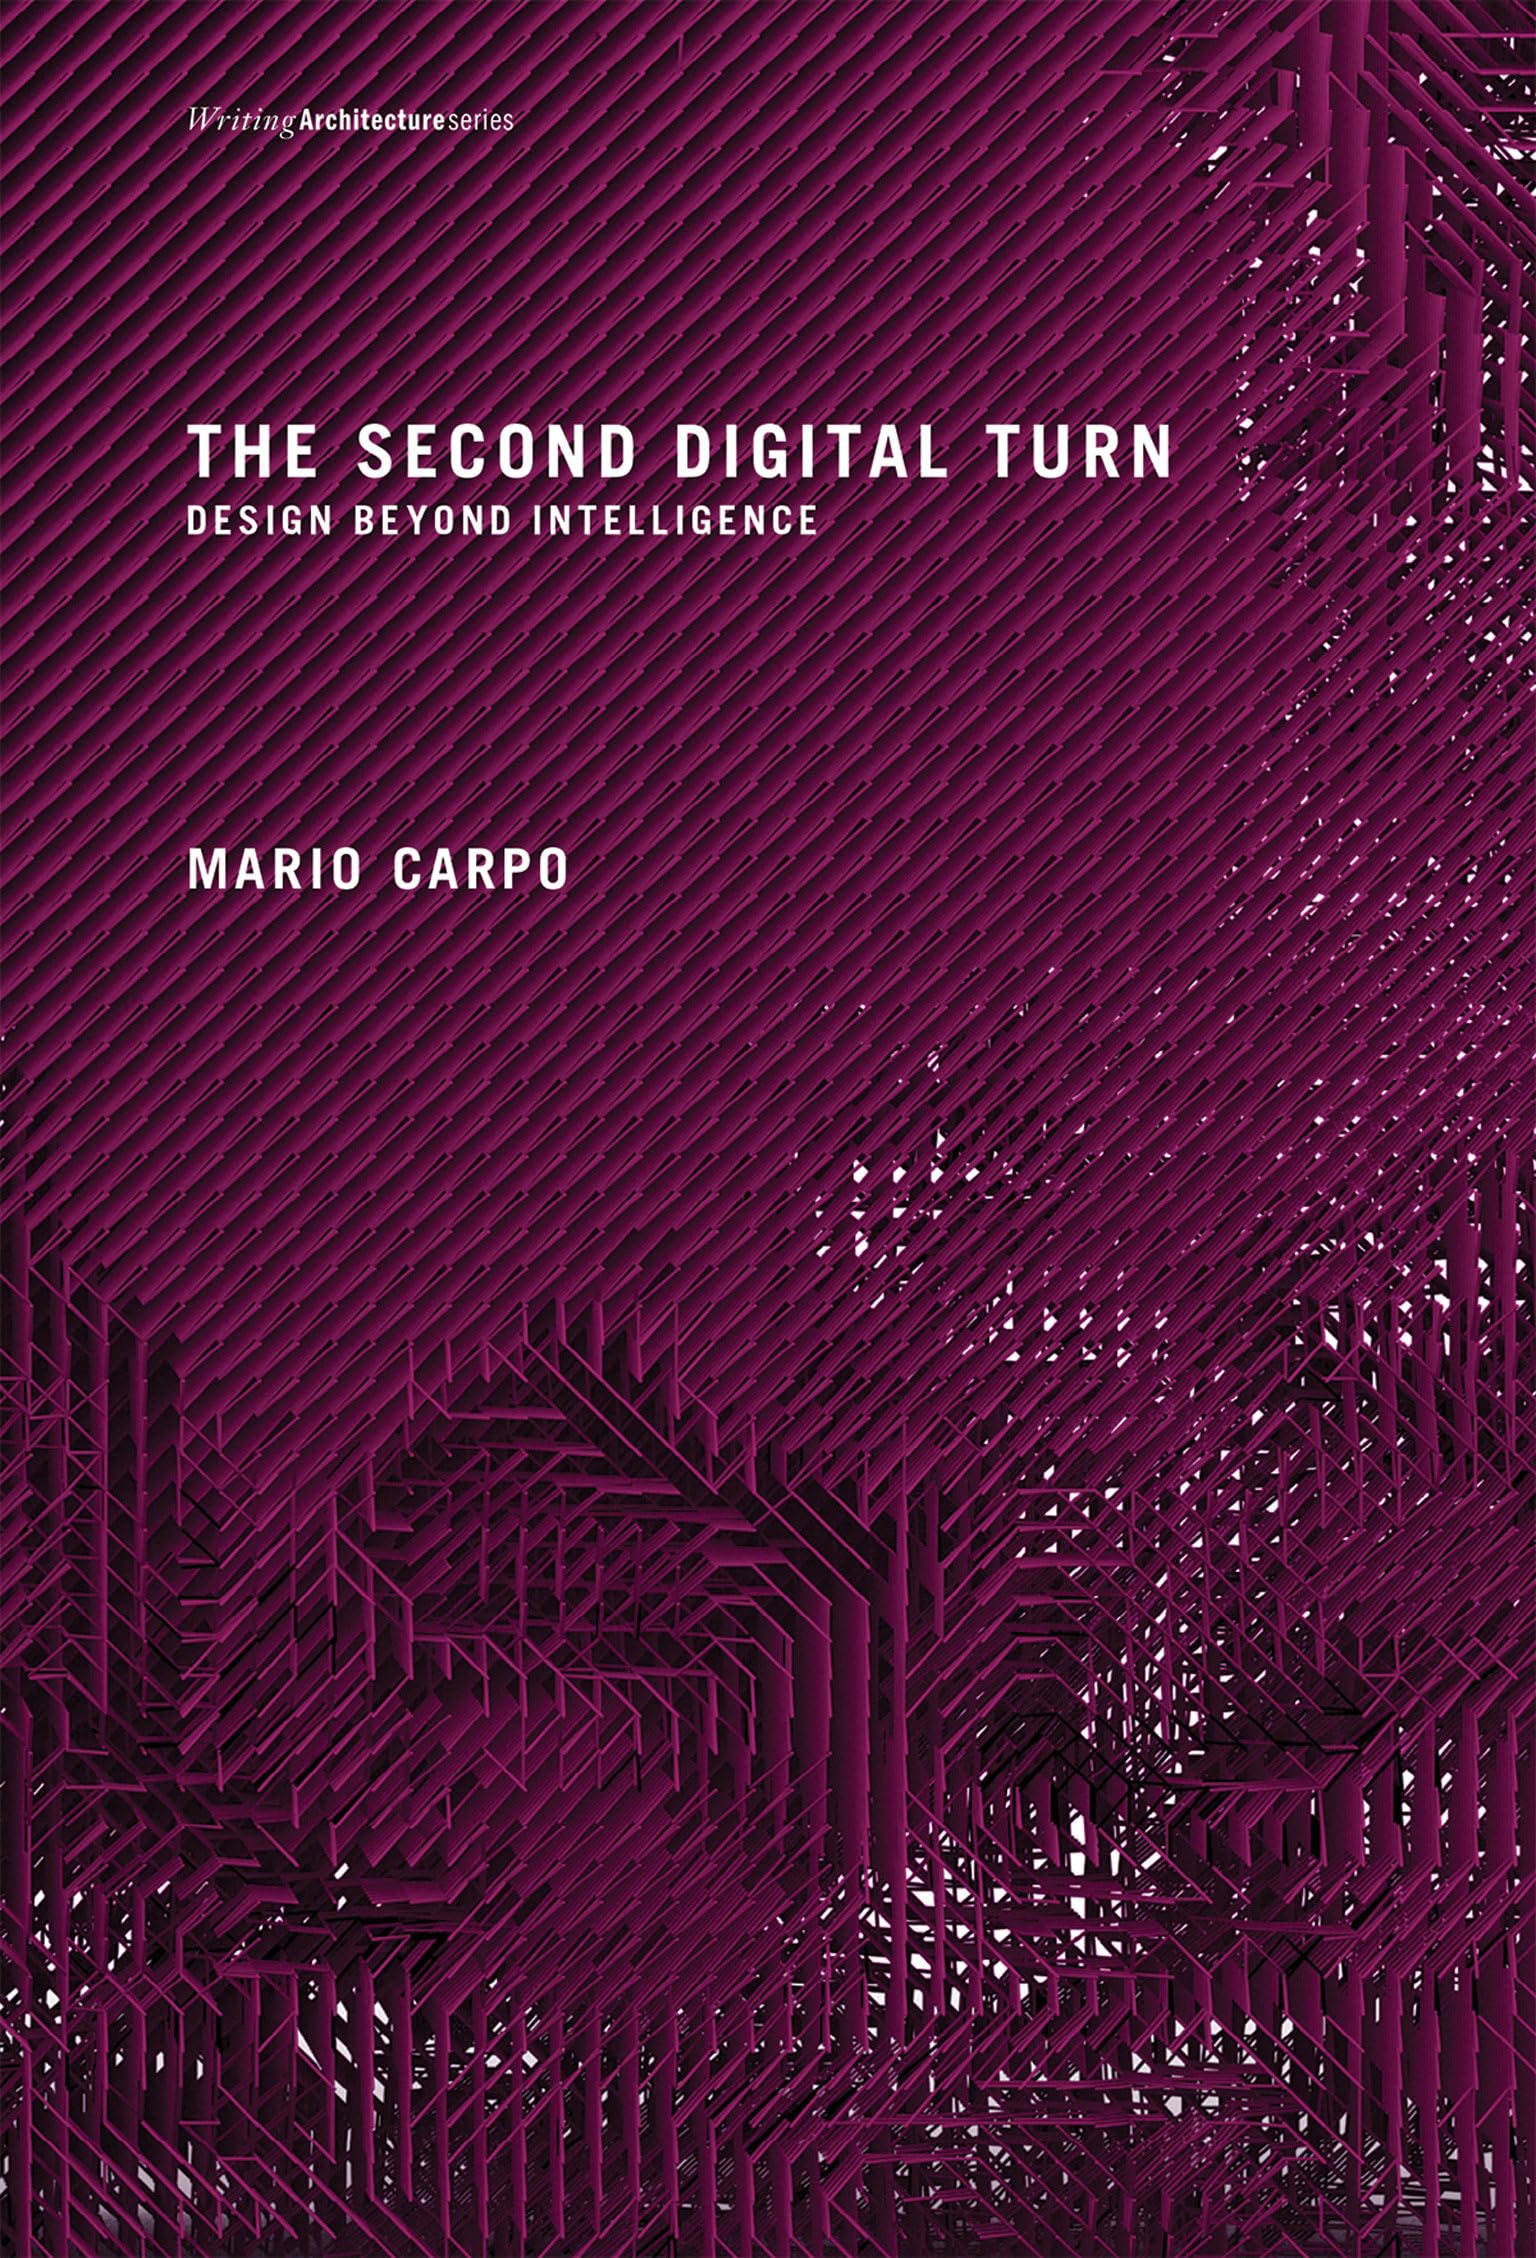 WritingArchitectureseries
THE SECOND DIGITAL TURN
DESIGN BEYOND INTELLIGENCE
MARIO CARPO